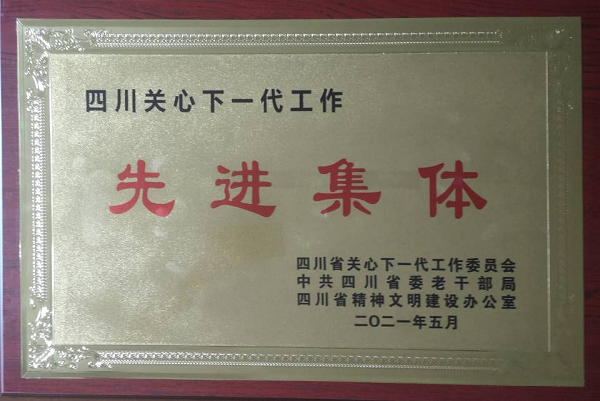 四川关心下一代工作
先进集体
四川省关心下一代工作委员会
中共四川省委老干部局
四川省精神文明建设办公室
二〇二一年五月